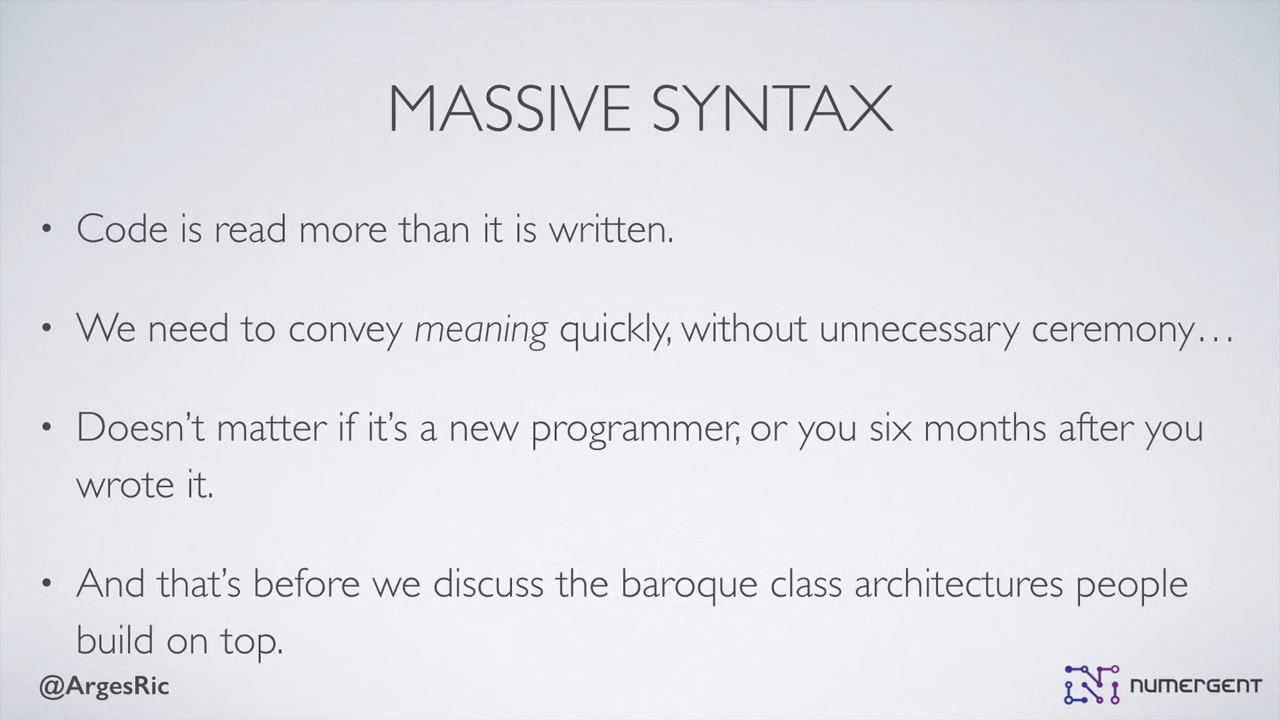 MASSIVE SYNTAX
• Code is read more than it is written.
• We need to convey meaning quickly, without unnecessary ceremony…
• Doesn’t matter if it’s a new programmer, or you six months after you
wrote it.
• And that’s before we discuss the baroque class architectures people
build on top.
@ArgesRic
NUMERGENT